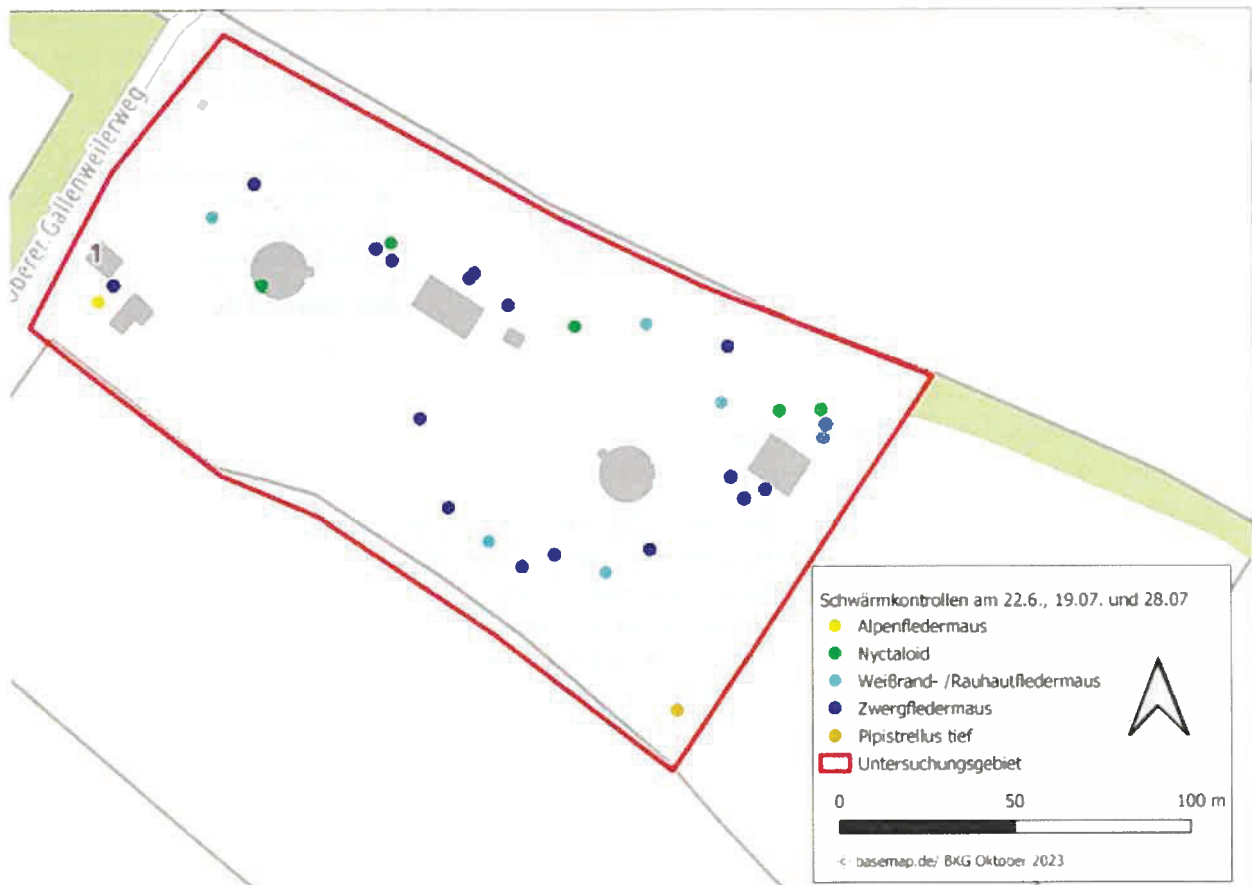 Oberer Gallenweilerweg
1
Schwärmkontrollen am 22.6., 19.07. und 28.07
Alpenfledermaus
Nyctaloid
Weißrand- /Rauhautfledermaus
Zwergfledermaus
Pipistrellus tief
Untersuchungsgebiet
0 50 100 m
© basemap.de/ BKG Oktober 2023